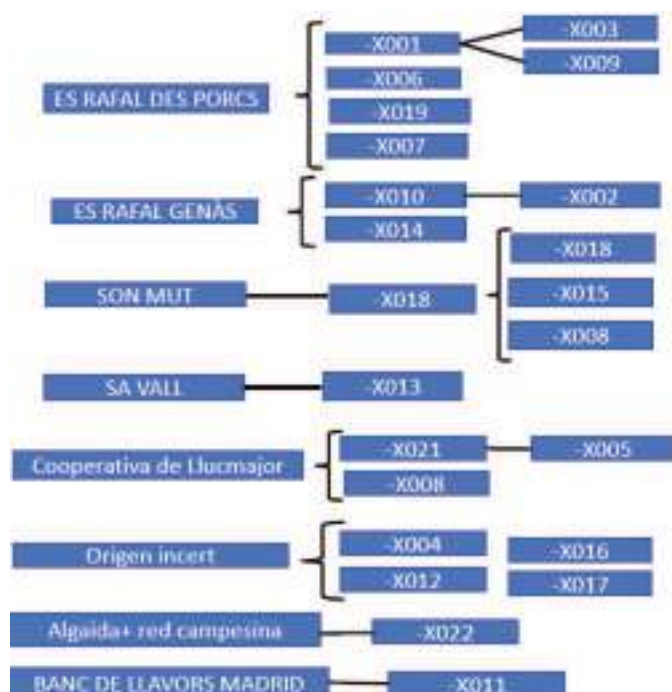 -X003
-X001
-X009
ES RAFAL DES PORCS
-X006
-X019
-X007
-X010
-X002
ES RAFAL GENÀS
-X014
-X018
SON MUT
-X018
-X015
-X008
SA VALL
-X013
-X021
-X005
Cooperativa de Llucmajor
-X008
-X004
-X016
Origen incert
-X012
-X017
Algaida+ red campesina
-X022
BANC DE LLAVORS MADRID
-X011